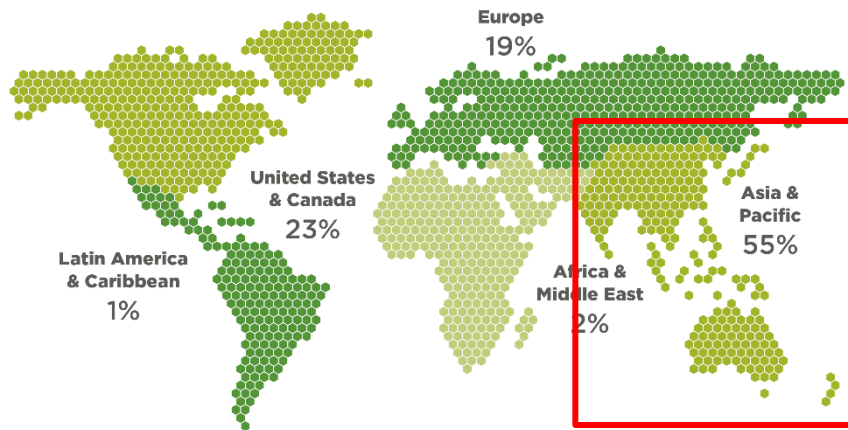 Europe
19%
United States
& Canada
23%
Asia &
Pacific
55%
Latin America
& Caribbean
1%
Africa &
Middle East
2%